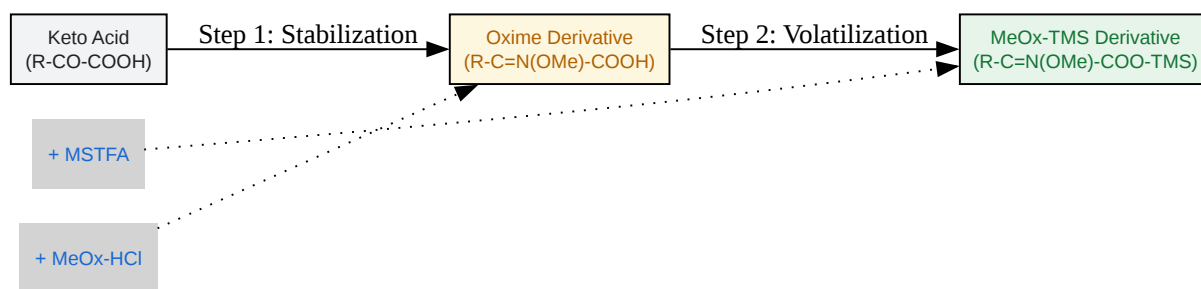 Keto Acid
(R-CO-COOH)
Step 1: Stabilization
Oxime Derivative
(R-C=N(OMe)-COOH)
Step 2: Volatilization
MeOx-TMS Derivative
(R-C=N(OMe)-COO-TMS)
+ MSTFA
+ MeOx-HCl